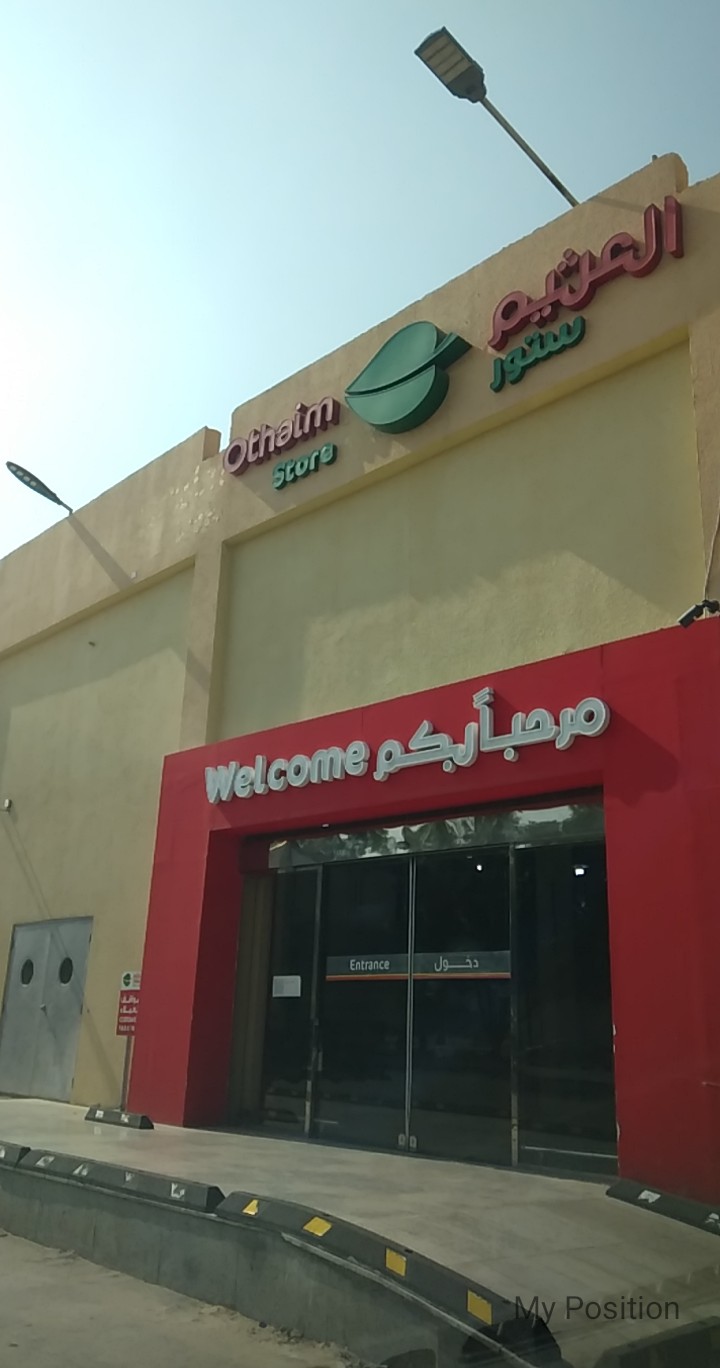 العثيم
ستور
Othaim
Store
Welcome مرحباً بكم
Entrance دخول
My Position